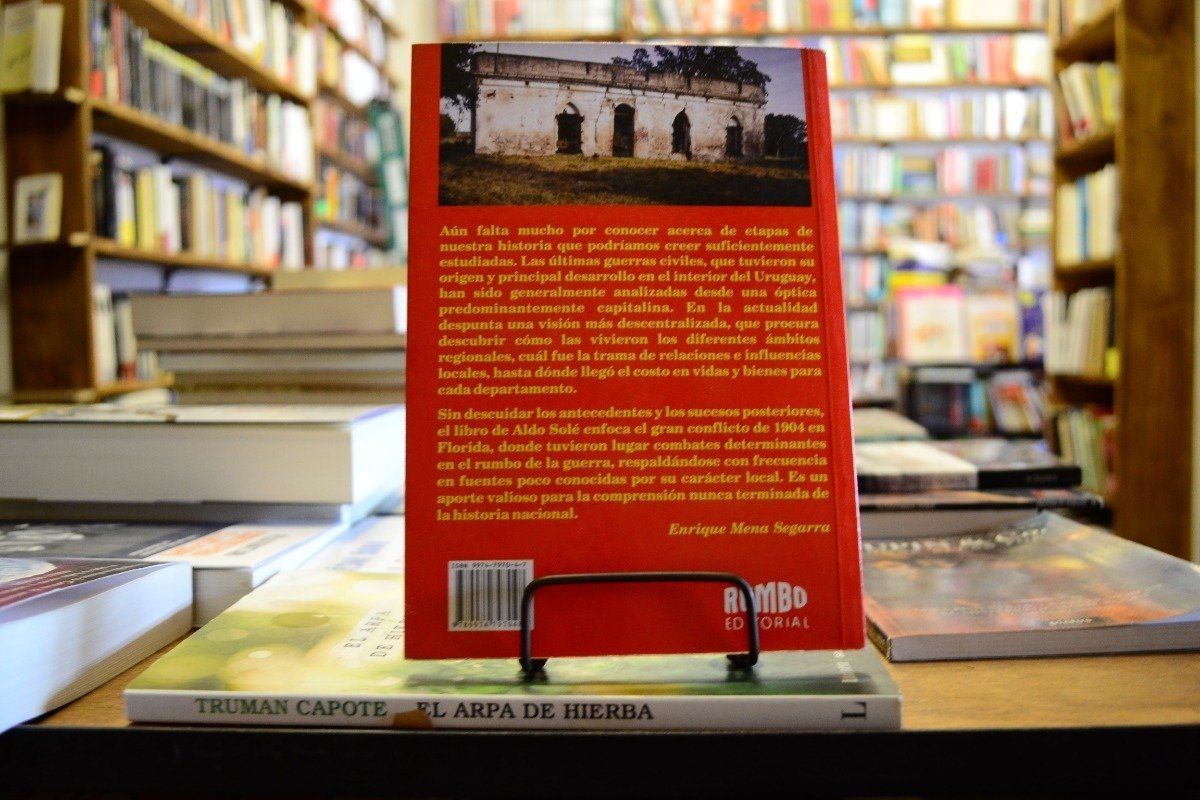 Aún falta mucho por conocer acerca de etapas de
nuestra historia que podríamos creer suficientemente
estudiadas. Las últimas guerras civiles, que tuvieron su
origen y principal desarrollo en el interior del Uruguay,
han sido generalmente analizadas desde una óptica
predominantemente capitalina. En la actualidad
despunta una visión más descentralizada, que procura
descubrir cómo las vivieron los diferentes ámbitos
regionales, cuál fue la trama de relaciones e influencias
locales, hasta dónde llegó el costo en vidas y bienes para
cada departamento.
Sin descuidar los antecedentes y los sucesos posteriores,
el libro de Aldo Solé enfoca el gran conflicto de 1904 en
Florida, donde tuvieron lugar combates determinantes
en el rumbo de la guerra, respaldándose con frecuencia
en fuentes poco conocidas por su carácter local. Es un
aporte valioso para la comprensión nunca terminada de
la historia nacional.
Enrique Mena Segarra
ISBN 9974-7970-4-7
RUMBO
EDITORIAL
EL ARPA
TRUMAN CAPOTE EL ARPA DE HIERBA L